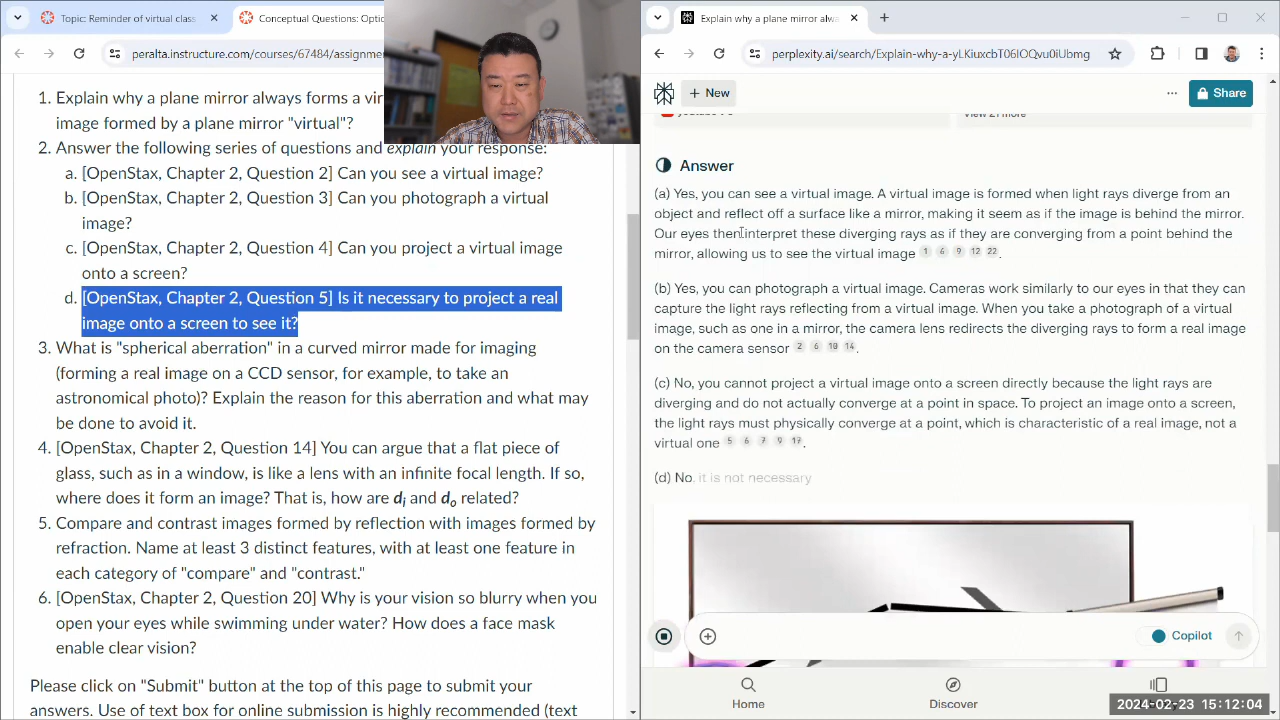 Topic: Reminder of virtual class
Conceptual Questions: Optio
peralta.instructure.com/courses/67484/assignme
1. Explain why a plane mirror always forms a vir
image formed by a plane mirror "virtual"?
2. Answer the following series of questions and explain your response:
a. [OpenStax, Chapter 2, Question 2] Can you see a virtual image?
b. [OpenStax, Chapter 2, Question 3] Can you photograph a virtual
image?
c. [OpenStax, Chapter 2, Question 4] Can you project a virtual image
onto a screen?
d. [OpenStax, Chapter 2, Question 5] Is it necessary to project a real
image onto a screen to see it?
3. What is "spherical aberration" in a curved mirror made for imaging
(forming a real image on a CCD sensor, for example, to take an
astronomical photo)? Explain the reason for this aberration and what may
be done to avoid it.
4. [OpenStax, Chapter 2, Question 14] You can argue that a flat piece of
glass, such as in a window, is like a lens with an infinite focal length. If so,
where does it form an image? That is, how are di and do related?
5. Compare and contrast images formed by reflection with images formed by
refraction. Name at least 3 distinct features, with at least one feature in
each category of "compare" and "contrast."
6. [OpenStax, Chapter 2, Question 20] Why is your vision so blurry when you
open your eyes while swimming under water? How does a face mask
enable clear vision?
Please click on "Submit" button at the top of this page to submit your
answers. Use of text box for online submission is highly recommended (text
Explain why a plane mirror alwa
perplexity.ai/search/Explain-why-a-yLKiuxcbT06lOQvu0iUbmg
+ New
... Share
View 21 more
Answer
(a) Yes, you can see a virtual image. A virtual image is formed when light rays diverge from an
object and reflect off a surface like a mirror, making it seem as if the image is behind the mirror.
Our eyes then interpret these diverging rays as if they are converging from a point behind the
mirror, allowing us to see the virtual image 1 6 9 12 22.
(b) Yes, you can photograph a virtual image. Cameras work similarly to our eyes in that they can
capture the light rays reflecting from a virtual image. When you take a photograph of a virtual
image, such as one in a mirror, the camera lens redirects the diverging rays to form a real image
on the camera sensor 2 6 10 14.
(c) No, you cannot project a virtual image onto a screen directly because the light rays are
diverging and do not actually converge at a point in space. To project an image onto a screen,
the light rays must physically converge at a point, which is characteristic of a real image, not a
virtual one 5 6 7 9 17.
(d) No. it is not necessary
Copilot
Home
Discover
2024-02-23 15:12:04